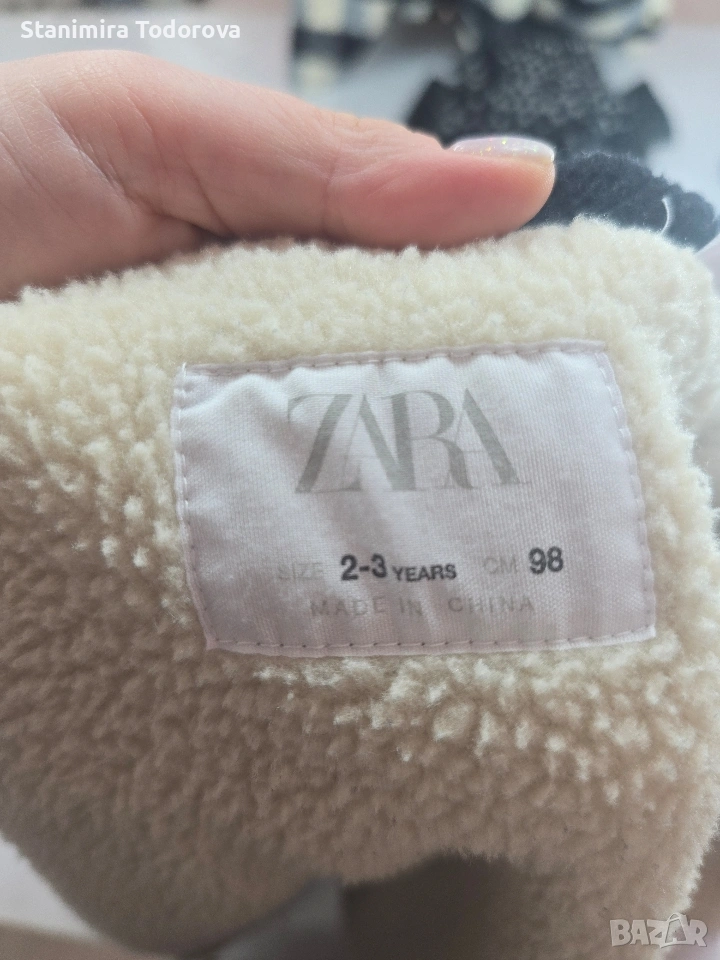 Stanimira Todorova
ZARA
SIZE 2-3 YEARS CM 98
MADE IN CHINA
BAZAR